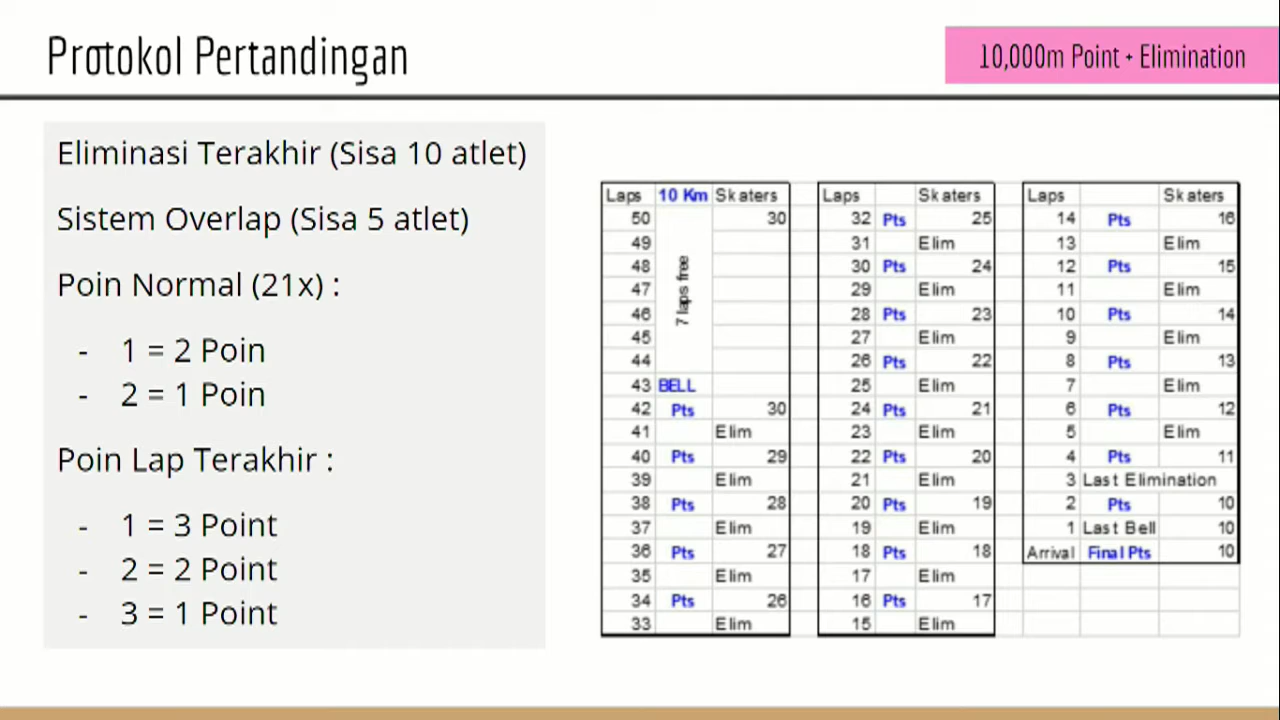 Protokol Pertandingan
10,000m Point + Elimination
Eliminasi Terakhir (Sisa 10 atlet)
Sistem Overlap (Sisa 5 atlet)
Poin Normal (21x) :
- 1 = 2 Poin
- 2 = 1 Poin
Poin Lap Terakhir :
- 1 = 3 Point
- 2 = 2 Point
- 3 = 1 Point
Laps 10 Km Skaters
50 30
49
48
47
46
45
44
7 laps free
43 BELL
42 Pts 30
41 Elim
40 Pts 29
39 Elim
38 Pts 28
37 Elim
36 Pts 27
35 Elim
34 Pts 26
33 Elim
Laps Skaters
32 Pts 25
31 Elim
30 Pts 24
29 Elim
28 Pts 23
27 Elim
26 Pts 22
25 Elim
24 Pts 21
23 Elim
22 Pts 20
21 Elim
20 Pts 19
19 Elim
18 Pts 18
17 Elim
16 Pts 17
15 Elim
Laps Skaters
14 Pts 16
13 Elim
12 Pts 15
11 Elim
10 Pts 14
9 Elim
8 Pts 13
7 Elim
6 Pts 12
5 Elim
4 Pts 11
3 Last Elimination
2 Pts 10
1 Last Bell 10
Arrival Final Pts 10